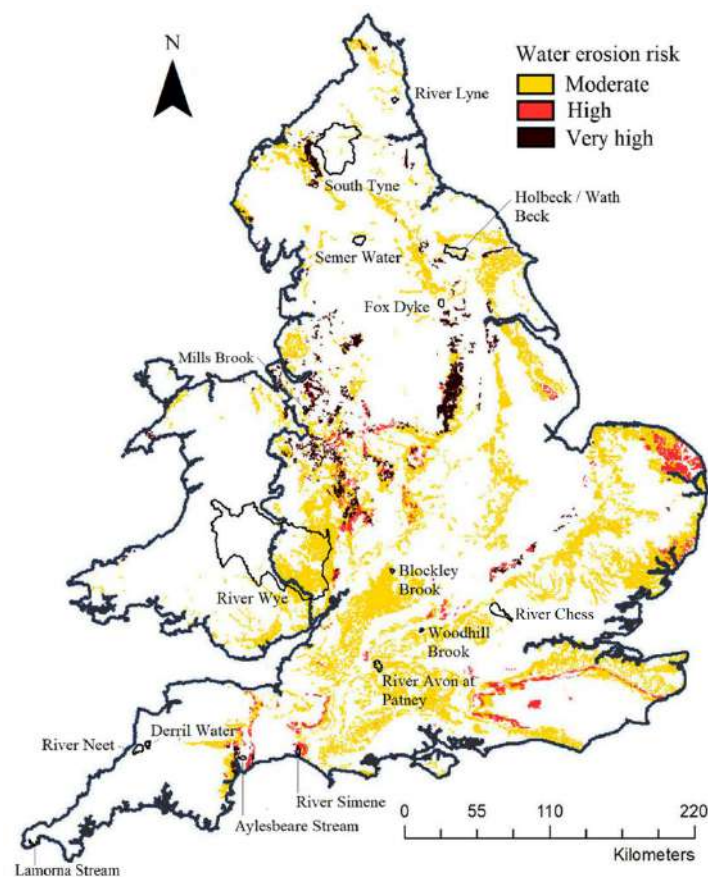 N
Water erosion risk
Moderate
High
Very high
River Lyne
South Tyne
Holbeck / Wath
Beck
Semer Water
Fox Dyke
Mills Brook
Blockley
Brook
River Wye
River Chess
Woodhill
Brook
River Avon at
Patney
Derril Water
River Neet
River Simene
Aylesbeare Stream
Lamorna Stream
0 55 110 220
Kilometers